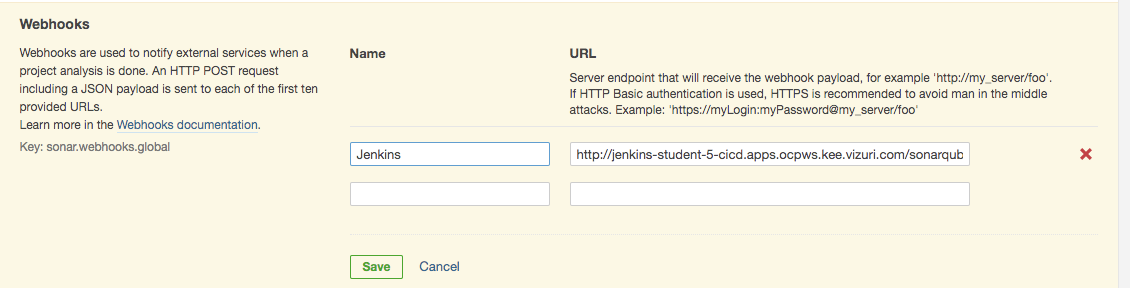 Webhooks
Webhooks are used to notify external services when a
project analysis is done. An HTTP POST request
including a JSON payload is sent to each of the first ten
provided URLs.
Learn more in the Webhooks documentation.
Key: sonar.webhooks.global
Name
URL
Server endpoint that will receive the webhook payload, for example 'http://my_server/foo'.
If HTTP Basic authentication is used, HTTPS is recommended to avoid man in the middle
attacks. Example: 'https://myLogin:myPassword@my_server/foo'
Jenkins
http://jenkins-student-5-cicd.apps.ocpws.kee.vizuri.com/sonarqub
Save
Cancel